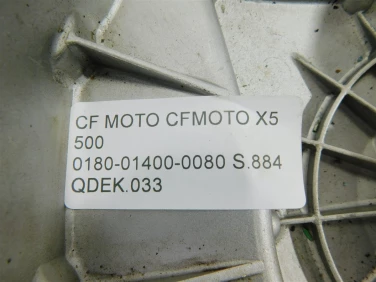 CF MOTO CFMOTO X5
500
0180-01400-0080 S.884
QDEK.033